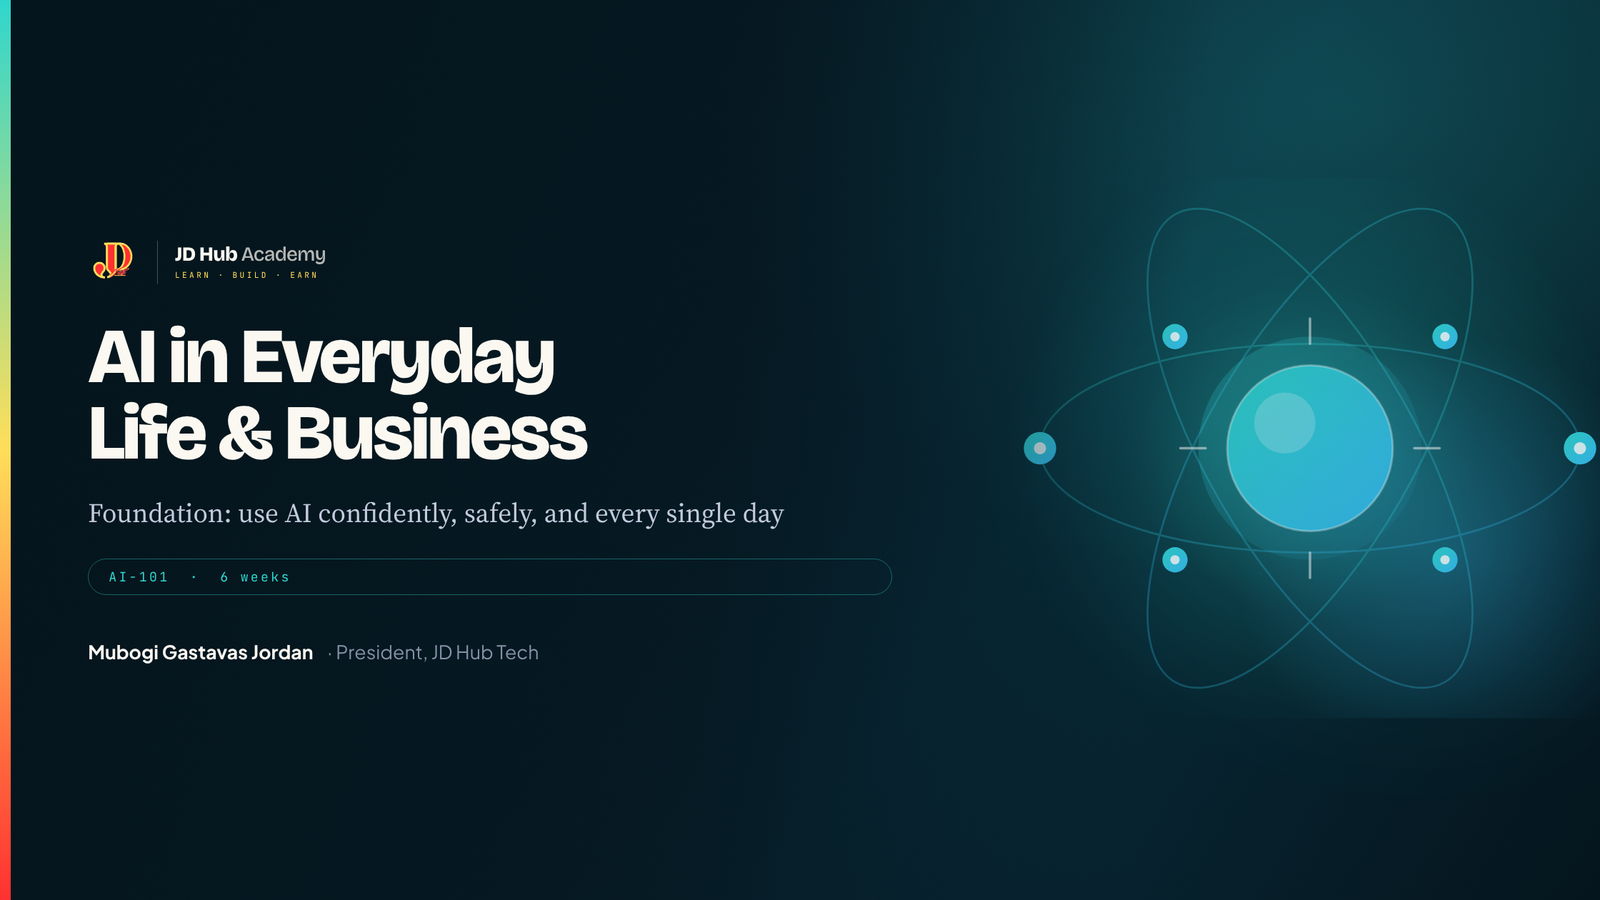 JD
JD Hub Academy
LEARN · BUILD · EARN
AI in Everyday
Life & Business
Foundation: use AI confidently, safely, and every single day
AI-101 · 6 weeks
Mubogi Gastavas Jordan · President, JD Hub Tech